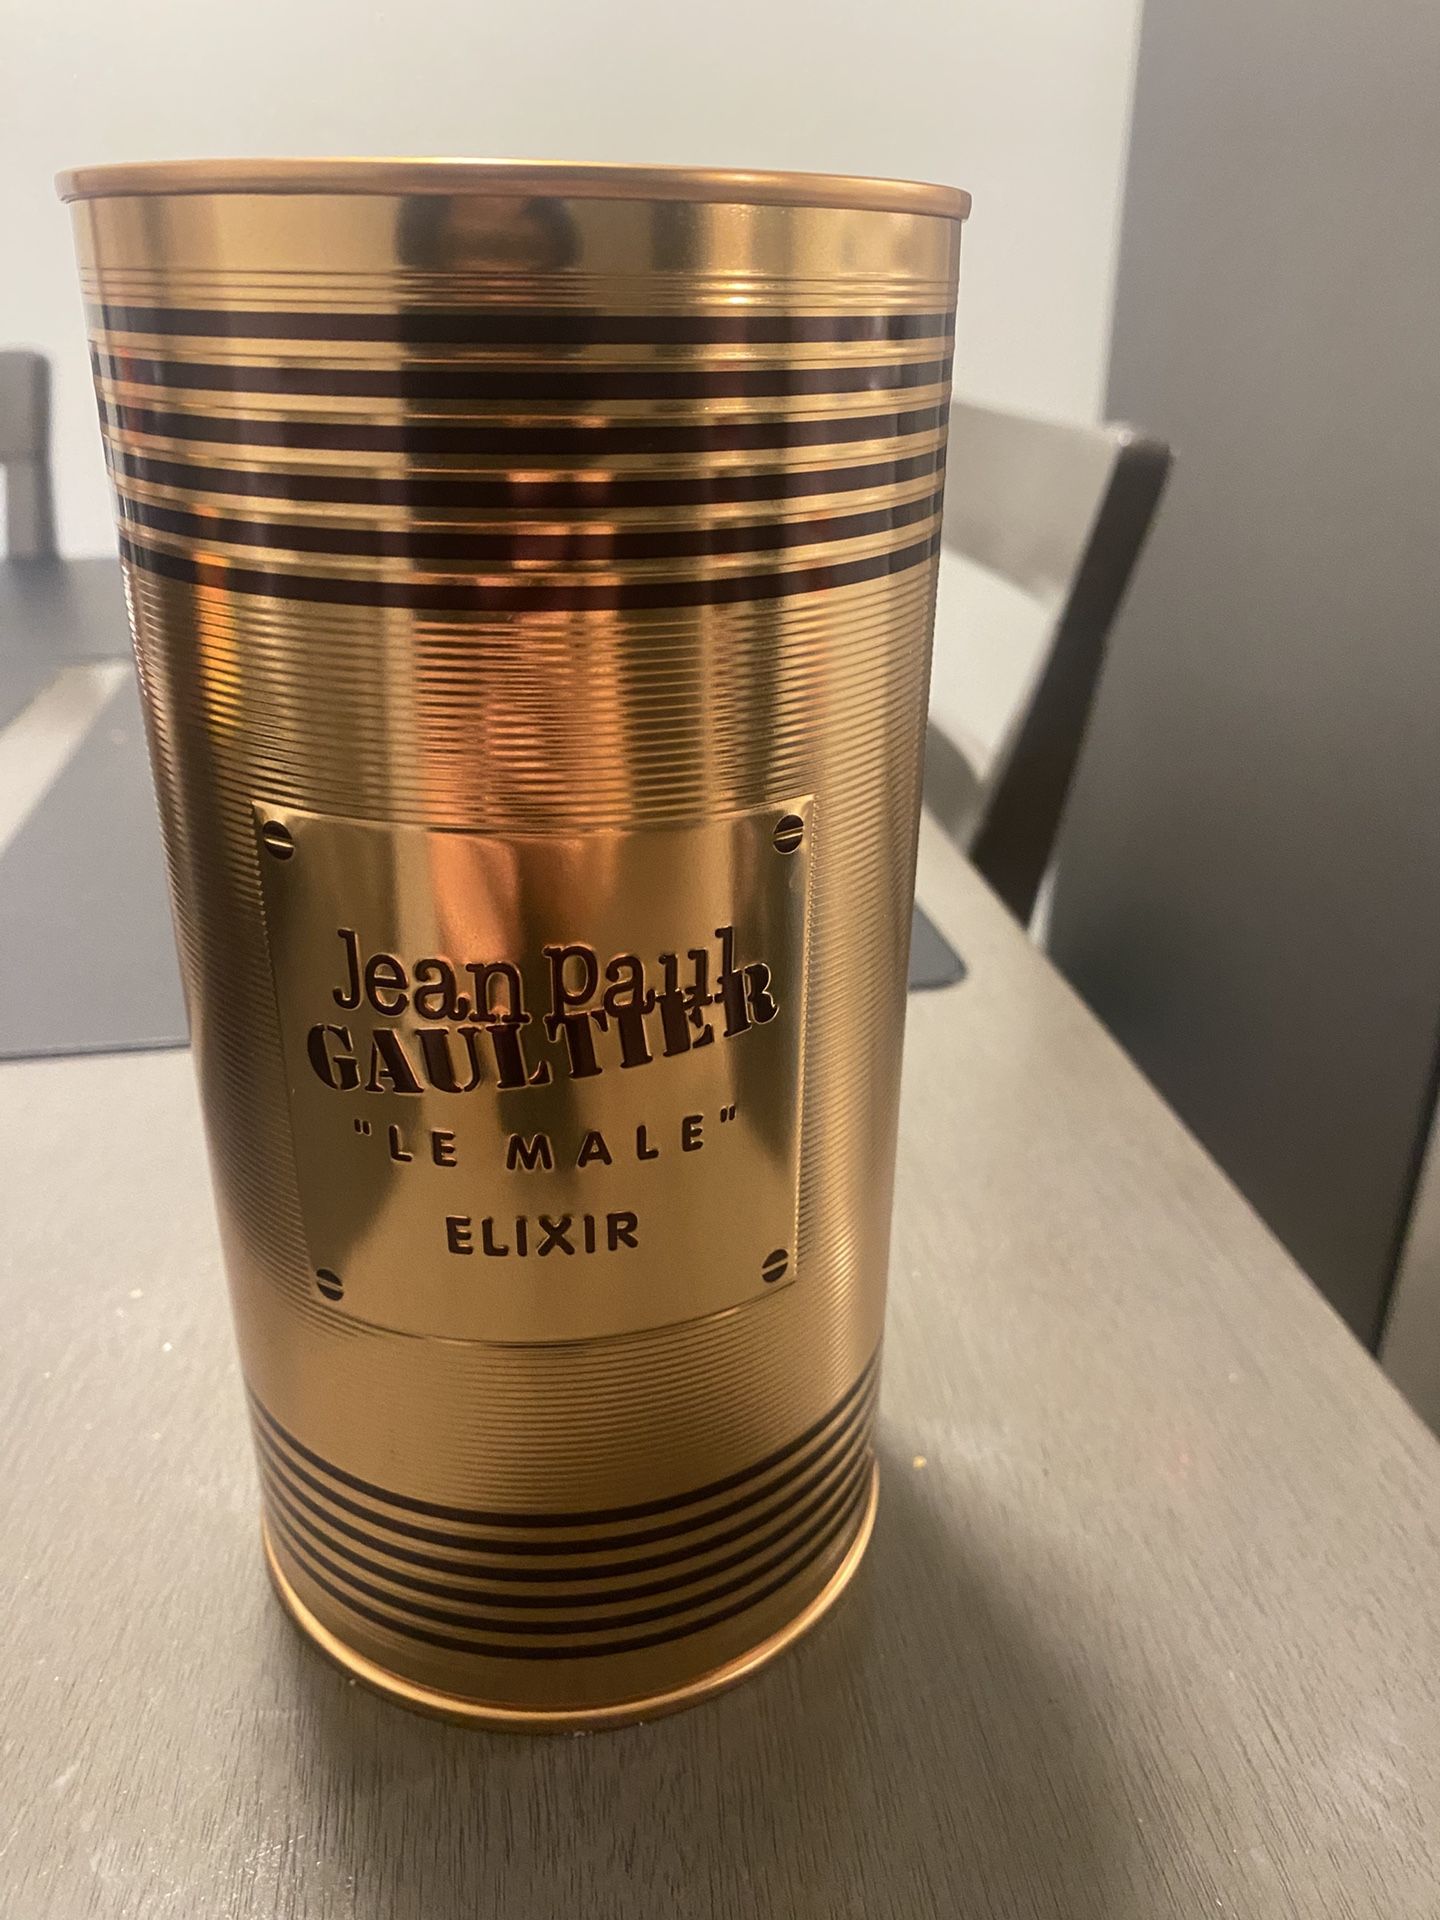 Jean Paul
GAULTIER
"LE MALE"
ELIXIR